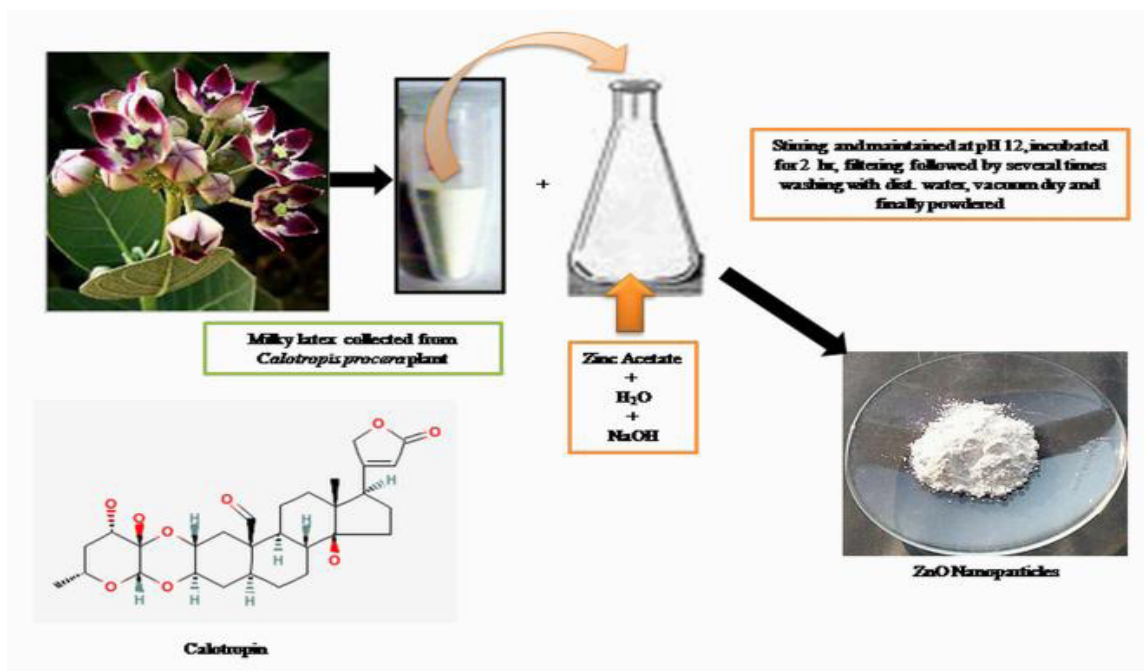 Stirring and maintained at pH 12, incubated
for 2 hr, filtering, followed by several times
washing with dist. water, vacuum dry and
finally powdered
+
Milky latex collected from
Calotropis procera plant
Zinc Acetate
+
H₂O
+
NaOH
ZnO Nanoparticles
O
O
H
O
O
O
O
H
H
H
O
O
O
H
H
H
O
Calotropin